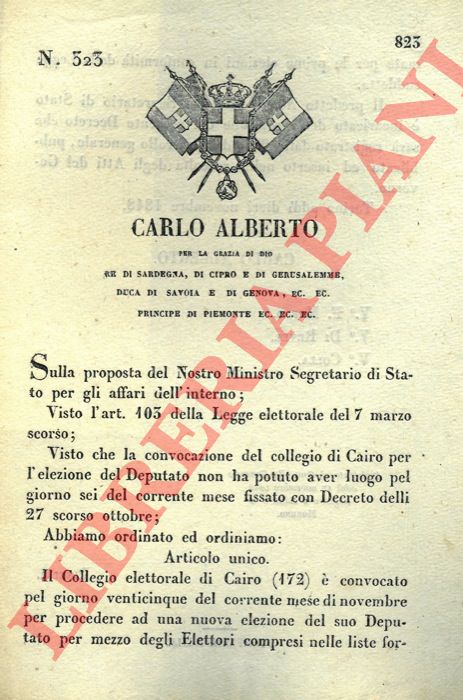 823
N. 323
CARLO ALBERTO
PER LA GRAZIA DI DIO
RE DI SARDEGNA, DI CIPRO E DI GERUSALEMME,
DUCA DI SAVOIA E DI GENOVA, EC. EC.
PRINCIPE DI PIEMONTE EC. EC. EC.
Sulla proposta del Nostro Ministro Segretario di Sta-
to per gli affari dell'interno;
Visto l'art. 103 della Legge elettorale del 7 marzo
scorso;
Visto che la convocazione del collegio di Cairo per
l'elezione del Deputato non ha potuto aver luogo pel
giorno sei del corrente mese fissato con Decreto delli
27 scorso ottobre;
Abbiamo ordinato ed ordiniamo:
Articolo unico.
Il Collegio elettorale di Cairo (172) è convocato
pel giorno venticinque del corrente mese di novembre
per procedere ad una nuova elezione del suo Depu-
tato per mezzo degli Elettori compresi nelle liste for-
LIBRERIA PIANI
LIBRERIA PIANI
LIBRERIA PIANI